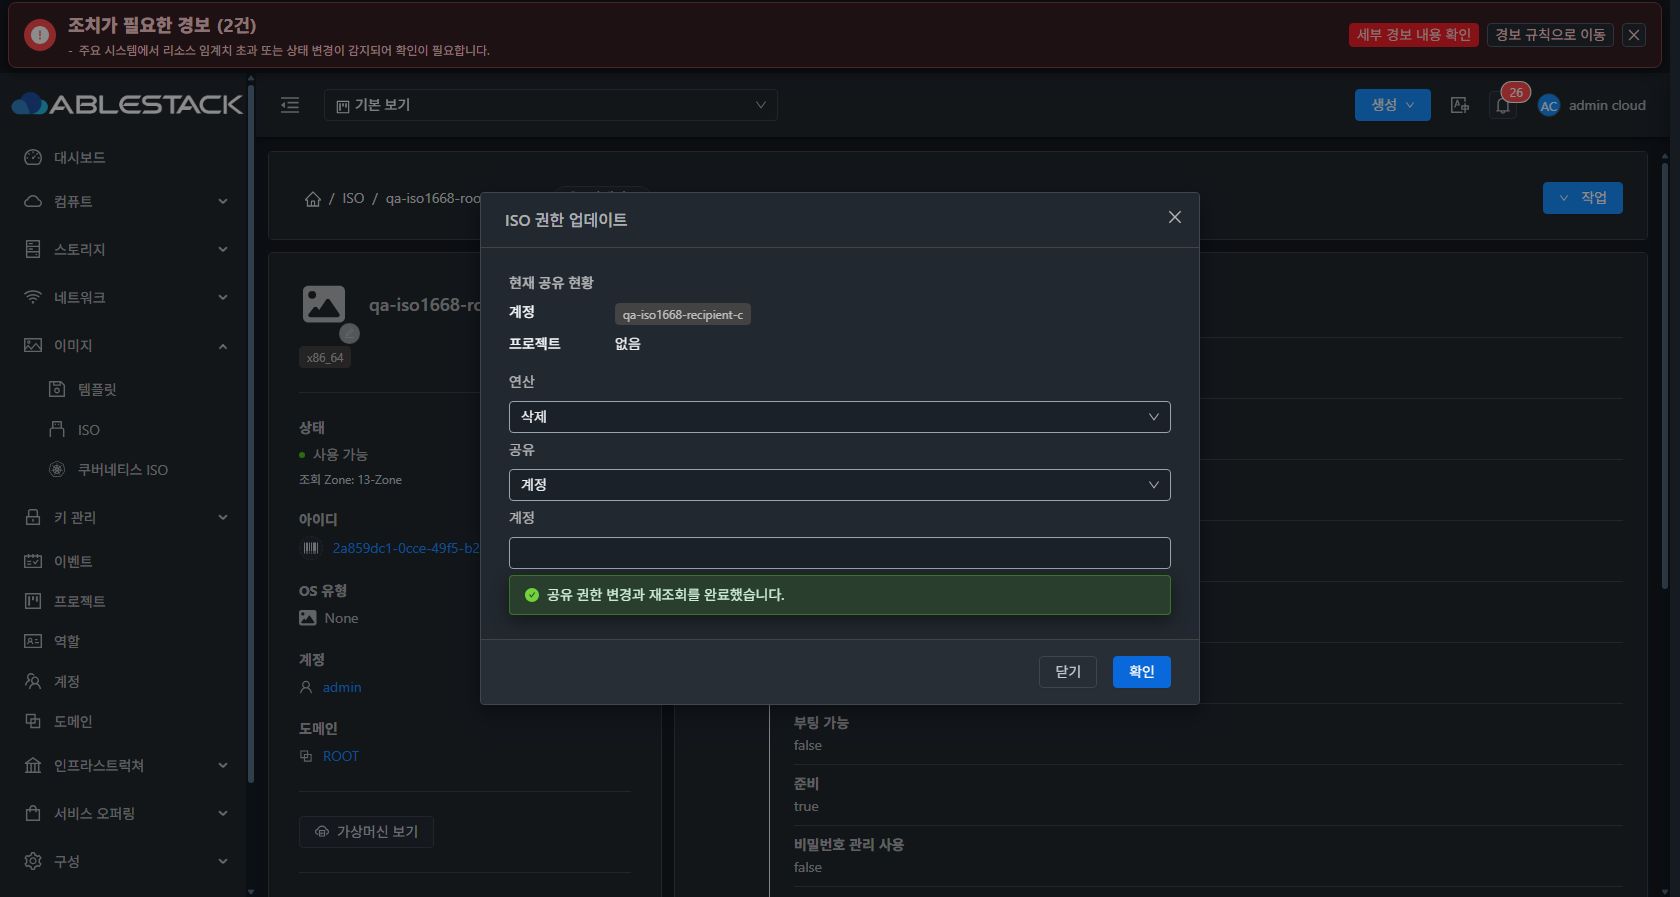 조치가 필요한 경보 (2건)
- 주요 시스템에서 리소스 임계치 초과 또는 상태 변경이 감지되어 확인이 필요합니다.
세부 경보 내용 확인
경보 규칙으로 이동
ABLESTACK
기본 보기
생성
26
AC
admin cloud
대시보드
컴퓨트
스토리지
네트워크
이미지
템플릿
ISO
쿠버네티스 ISO
키 관리
이벤트
프로젝트
역할
계정
도메인
인프라스트럭쳐
서비스 오퍼링
구성
/ ISO / qa-iso1668-roo
작업
qa-iso1668-rc
x86_64
상태
사용 가능
조회 Zone: 13-Zone
아이디
2a859dc1-0cce-49f5-b2
OS 유형
None
계정
admin
도메인
ROOT
가상머신 보기
ISO 권한 업데이트
현재 공유 현황
계정
qa-iso1668-recipient-c
프로젝트
없음
연산
삭제
공유
계정
계정
공유 권한 변경과 재조회를 완료했습니다.
닫기
확인
부팅 가능
false
준비
true
비밀번호 관리 사용
false